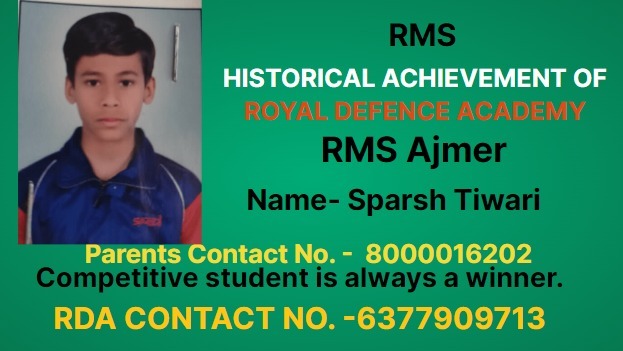 RMS
HISTORICAL ACHIEVEMENT OF
ROYAL DEFENCE ACADEMY
RMS Ajmer
Name- Sparsh Tiwari
Parents Contact No. - 8000016202
Competitive student is always a winner.
RDA CONTACT NO. -6377909713